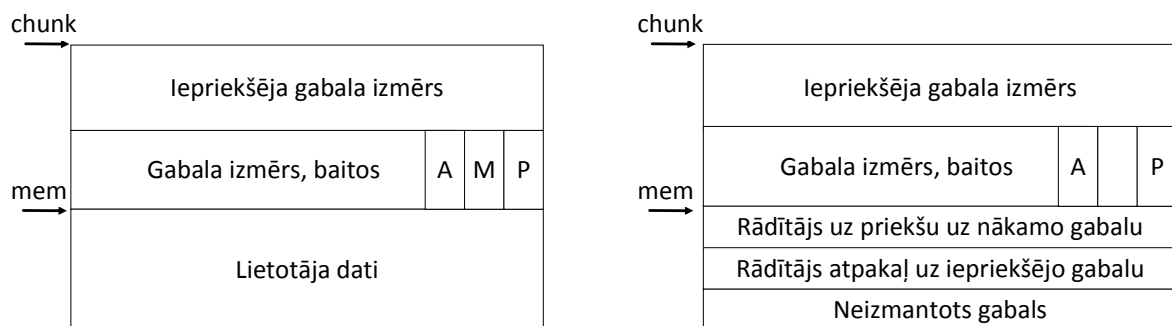 chunk
Iepriekšēja gabala izmērs
Gabala izmērs, baitos A M P
mem
Lietotāja dati
chunk
Iepriekšēja gabala izmērs
Gabala izmērs, baitos A P
mem
Rādītājs uz priekšu uz nākamo gabalu
Rādītājs atpakaļ uz iepriekšējo gabalu
Neizmantots gabals